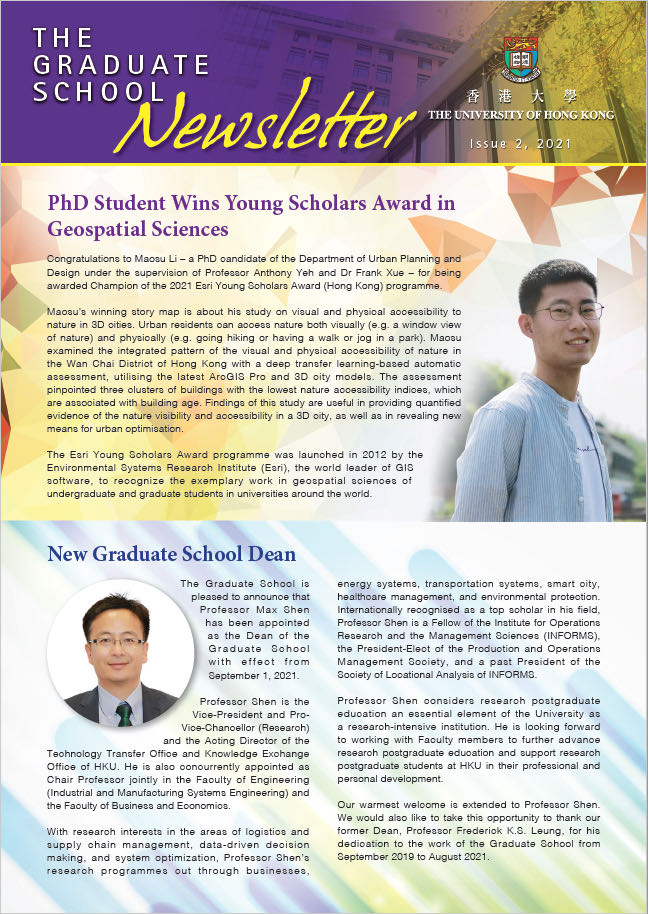 THE
GRADUATE
SCHOOL
Newsletter
香港大學
THE UNIVERSITY OF HONG KONG
Issue 2, 2021
PhD Student Wins Young Scholars Award in
Geospatial Sciences
Congratulations to Maosu Li – a PhD candidate of the Department of Urban Planning and
Design under the supervision of Professor Anthony Yeh and Dr Frank Xue – for being
awarded Champion of the 2021 Esri Young Scholars Award (Hong Kong) programme.
Maosu's winning story map is about his study on visual and physical accessibility to
nature in 3D cities. Urban residents can access nature both visually (e.g. a window view
of nature) and physically (e.g. going hiking or having a walk or jog in a park). Maosu
examined the integrated pattern of the visual and physical accessibility of nature in
the Wan Chai District of Hong Kong with a deep transfer learning-based automatic
assessment, utilising the latest ArcGIS Pro and 3D city models. The assessment
pinpointed three clusters of buildings with the lowest nature accessibility indices, which
are associated with building age. Findings of this study are useful in providing quantified
evidence of the nature visibility and accessibility in a 3D city, as well as in revealing new
means for urban optimisation.
The Esri Young Scholars Award programme was launched in 2012 by the
Environmental Systems Research Institute (Esri), the world leader of GIS
software, to recognize the exemplary work in geospatial sciences of
undergraduate and graduate students in universities around the world.
New Graduate School Dean
The Graduate School is
pleased to announce that
Professor Max Shen
has been appointed
as the Dean of the
Graduate School
with effect from
September 1, 2021.
Professor Shen is the
Vice-President and Pro-
Vice-Chancellor (Research)
and the Acting Director of the
Technology Transfer Office and Knowledge Exchange
Office of HKU. He is also concurrently appointed as
Chair Professor jointly in the Faculty of Engineering
(Industrial and Manufacturing Systems Engineering) and
the Faculty of Business and Economics.
With research interests in the areas of logistics and
supply chain management, data-driven decision
making, and system optimization, Professor Shen's
research programmes cut through businesses,
energy systems, transportation systems, smart city,
healthcare management, and environmental protection.
Internationally recognised as a top scholar in his field,
Professor Shen is a Fellow of the Institute for Operations
Research and the Management Sciences (INFORMS),
the President-Elect of the Production and Operations
Management Society, and a past President of the
Society of Locational Analysis of INFORMS.
Professor Shen considers research postgraduate
education an essential element of the University as
a research-intensive institution. He is looking forward
to working with Faculty members to further advance
research postgraduate education and support research
postgraduate students at HKU in their professional and
personal development.
Our warmest welcome is extended to Professor Shen.
We would also like to take this opportunity to thank our
former Dean, Professor Frederick K.S. Leung, for his
dedication to the work of the Graduate School from
September 2019 to August 2021.